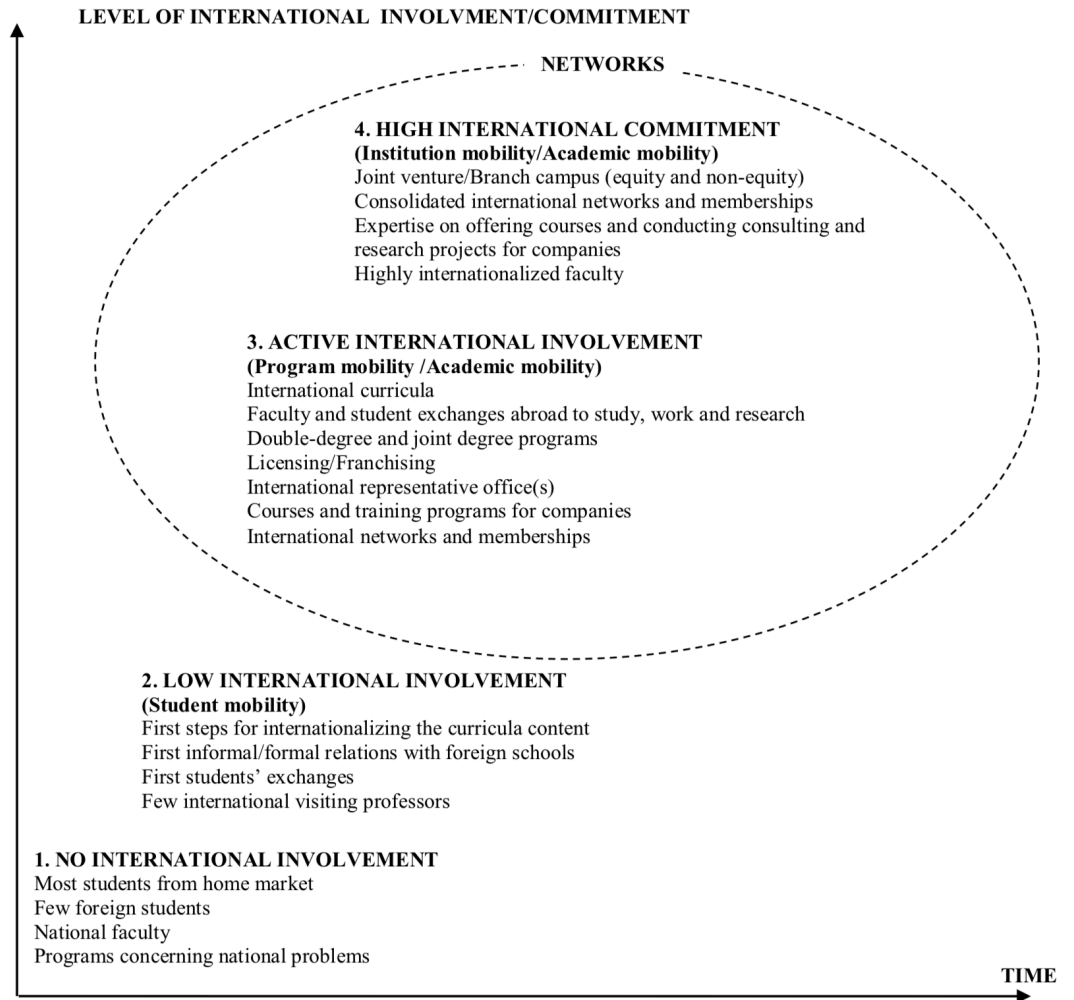 LEVEL OF INTERNATIONAL INVOLVMENT/COMMITMENT
NETWORKS
4. HIGH INTERNATIONAL COMMITMENT
(Institution mobility/Academic mobility)
Joint venture/Branch campus (equity and non-equity)
Consolidated international networks and memberships
Expertise on offering courses and conducting consulting and
research projects for companies
Highly internationalized faculty
3. ACTIVE INTERNATIONAL INVOLVEMENT
(Program mobility /Academic mobility)
International curricula
Faculty and student exchanges abroad to study, work and research
Double-degree and joint degree programs
Licensing/Franchising
International representative office(s)
Courses and training programs for companies
International networks and memberships
2. LOW INTERNATIONAL INVOLVEMENT
(Student mobility)
First steps for internationalizing the curricula content
First informal/formal relations with foreign schools
First students’ exchanges
Few international visiting professors
1. NO INTERNATIONAL INVOLVEMENT
Most students from home market
Few foreign students
National faculty
Programs concerning national problems
TIME